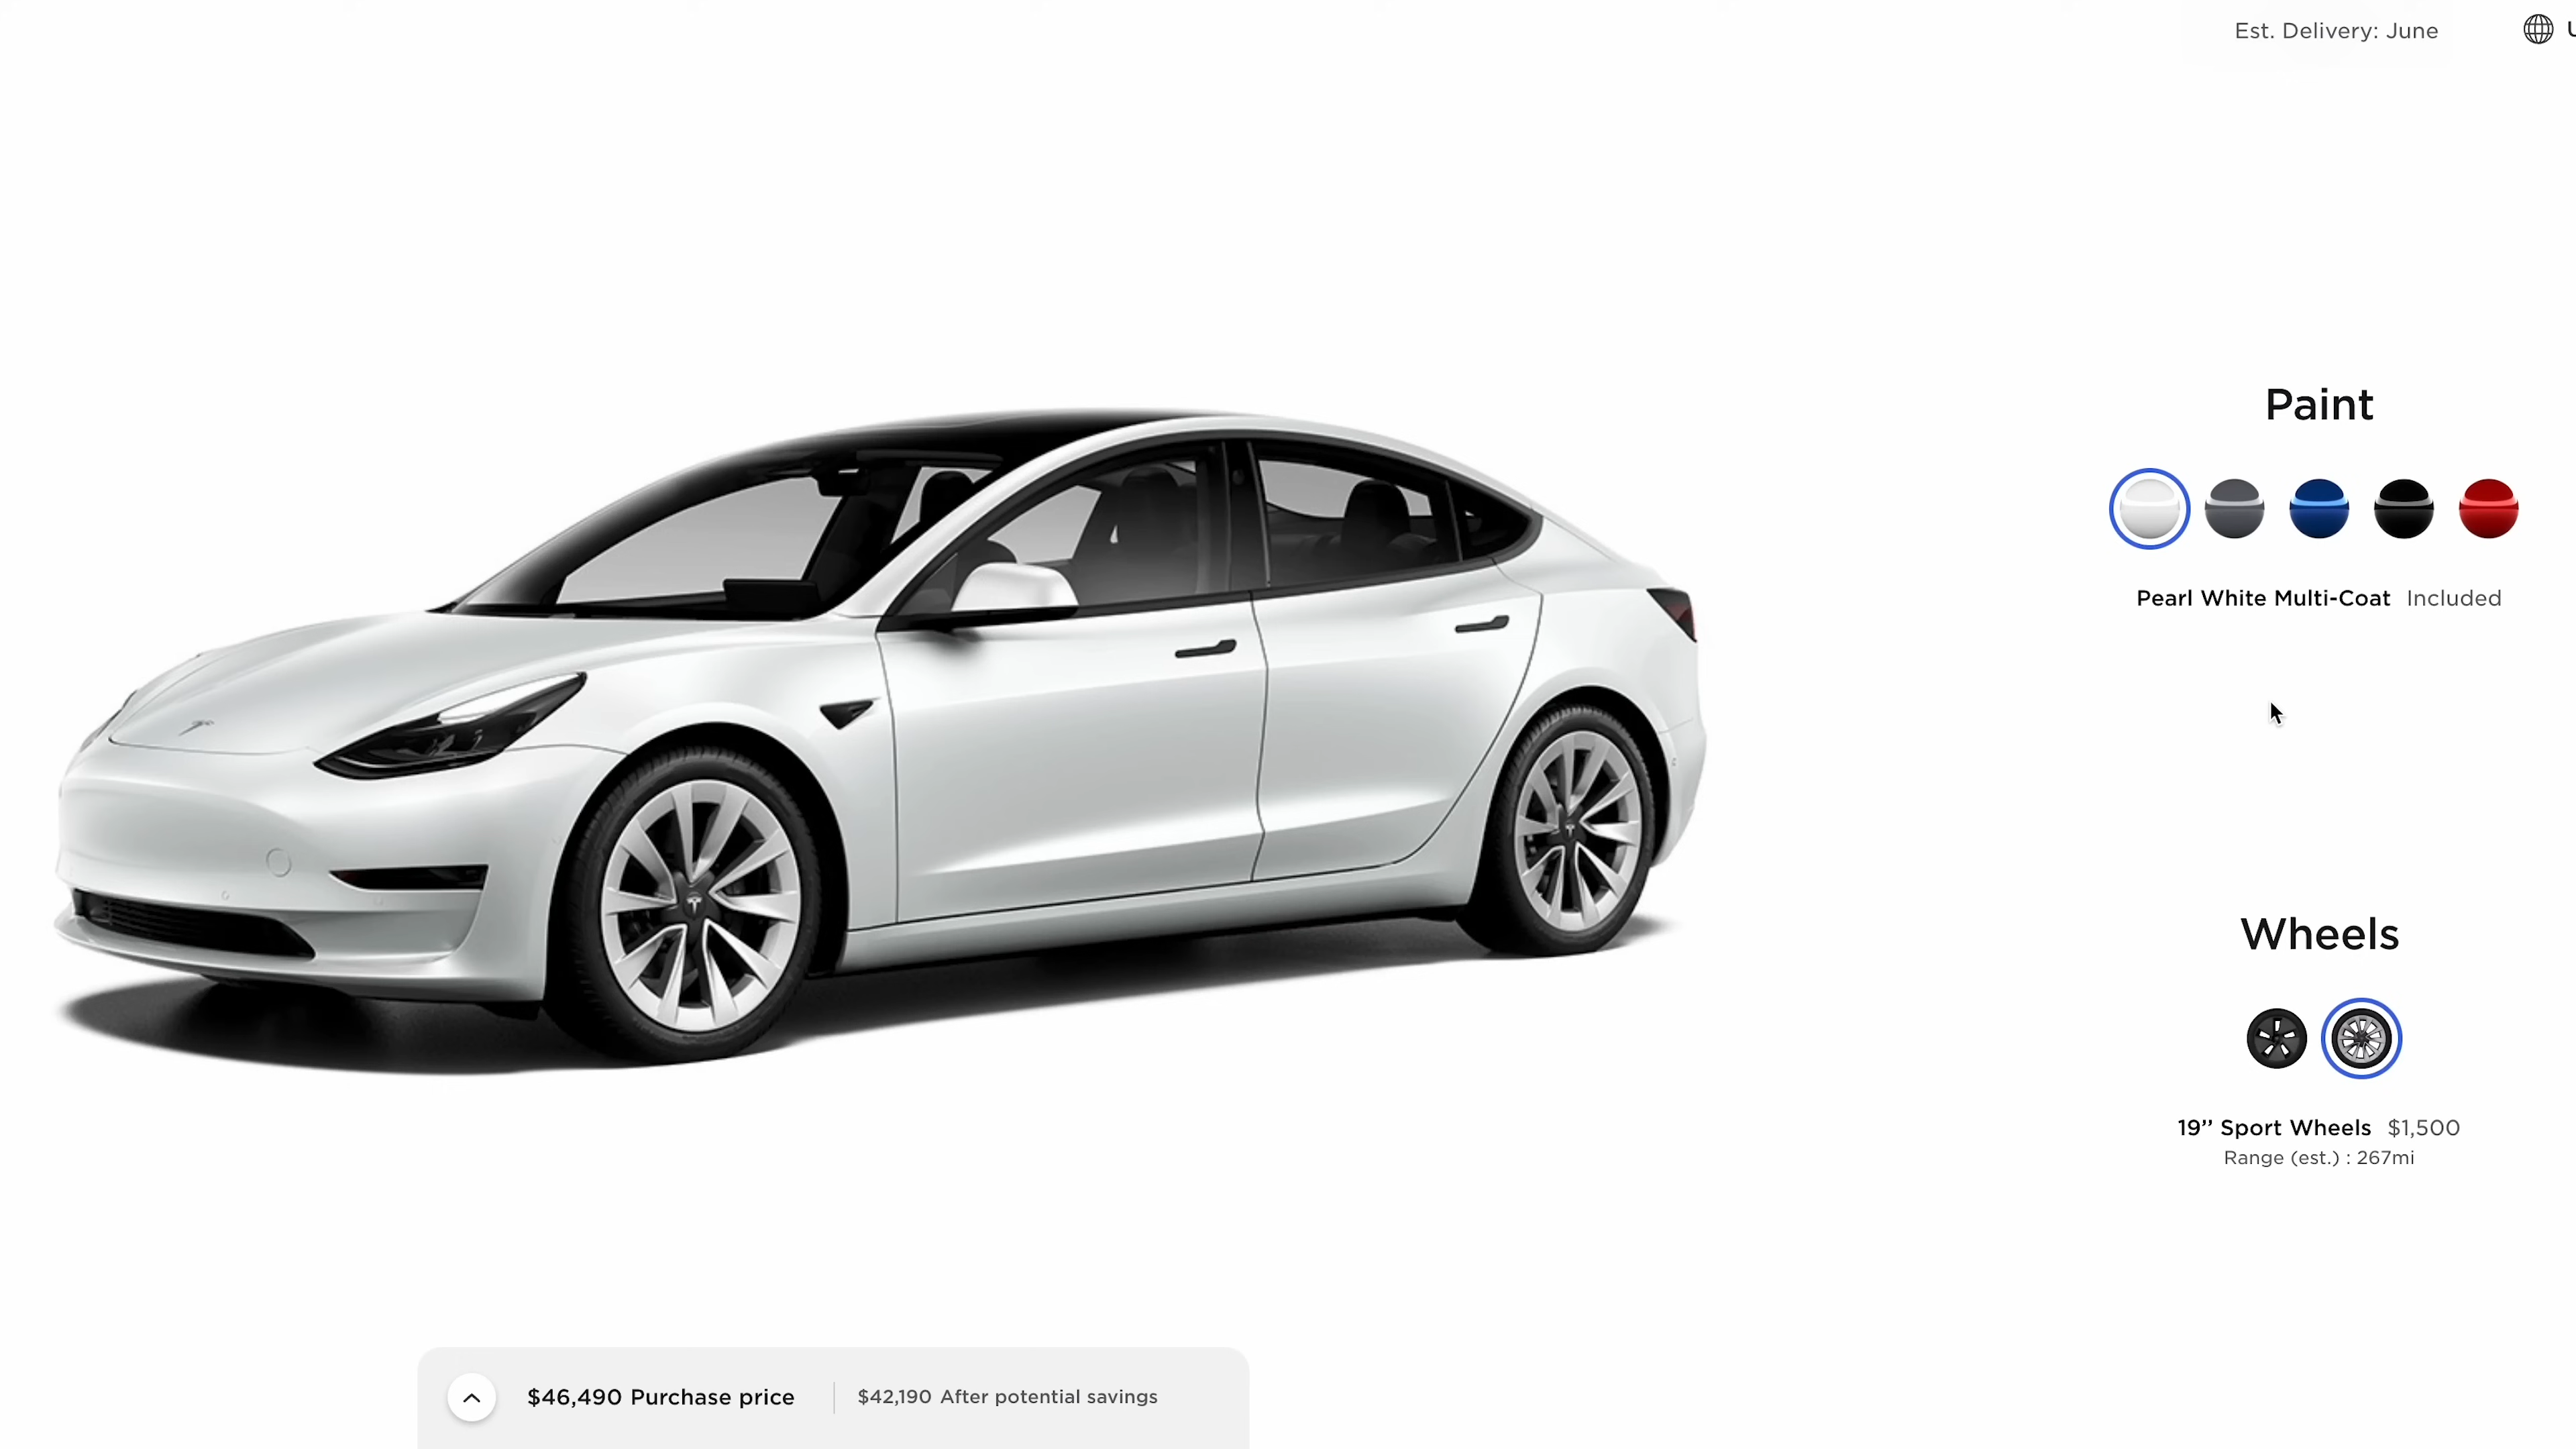 Est. Delivery: June
Paint
Pearl White Multi-Coat Included
Wheels
19’’ Sport Wheels $1,500
Range (est.) : 267mi
$46,490 Purchase price
$42,190 After potential savings